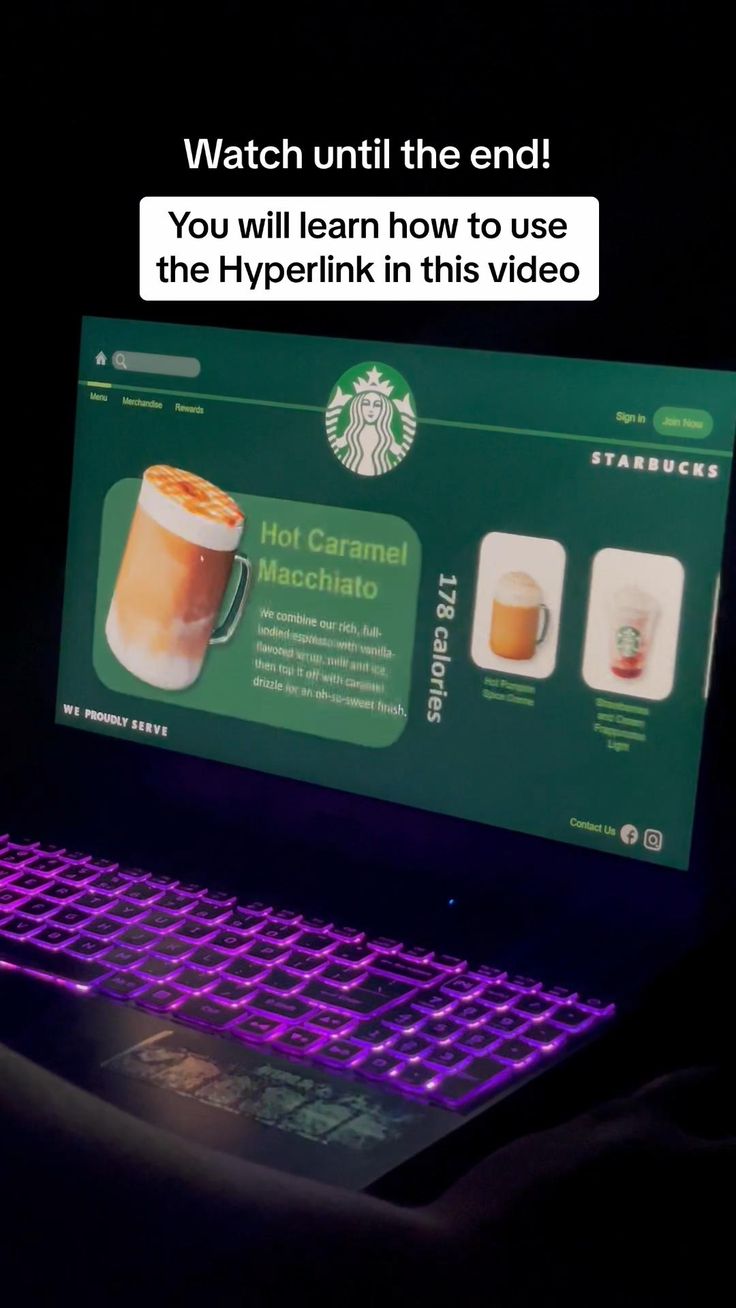 Watch until the end!
You will learn how to use
the Hyperlink in this video
Menu
Merchandise
Rewards
Sign in
Join Now
STARBUCKS
Hot Caramel
Macchiato
We combine our rich, full-
bodied espresso with vanilla-
flavored syrup, milk and ice,
then top it off with caramel
drizzle for an oh-so-sweet finish.
178 calories
Hot Pumpkin
Spice Creme
and Cream
Frappuccino
Light
WE PROUDLY SERVE
Contact Us